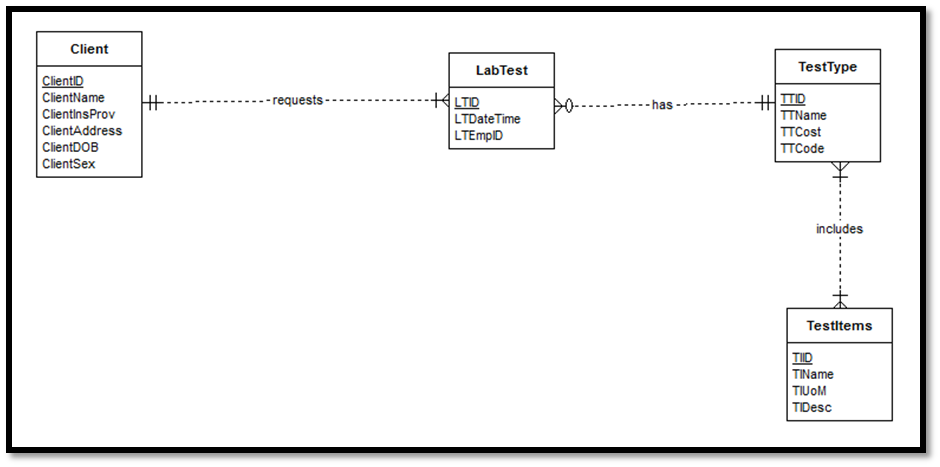 Client
ClientID
ClientName
ClientInsProv
ClientAddress
ClientDOB
ClientSex
requests
LabTest
LTID
LTDateTime
LTEmpID
has
TestType
TTID
TTName
TTCost
TTCode
includes
TestItems
TIID
TIName
TIUoM
TIDesc